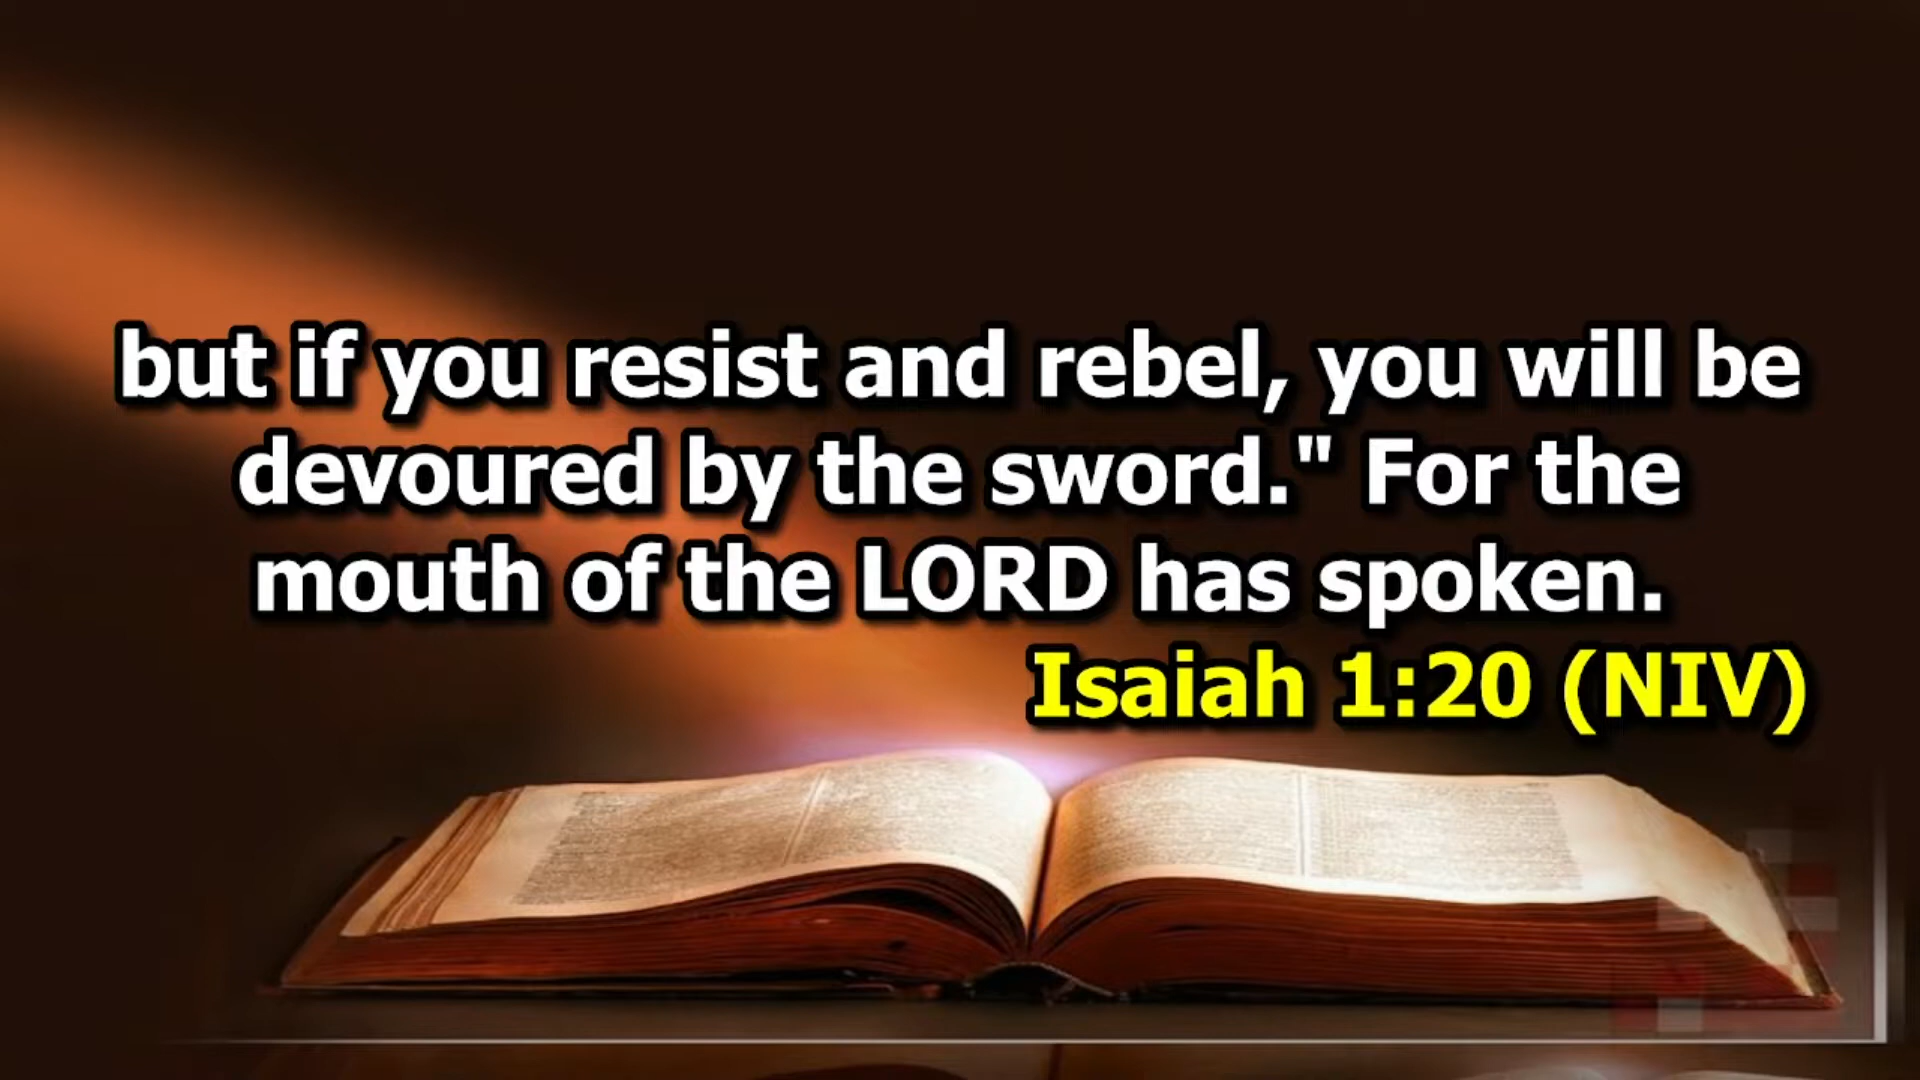 but if you resist and rebel, you will be
devoured by the sword." For the
mouth of the LORD has spoken.
Isaiah 1:20 (NIV)